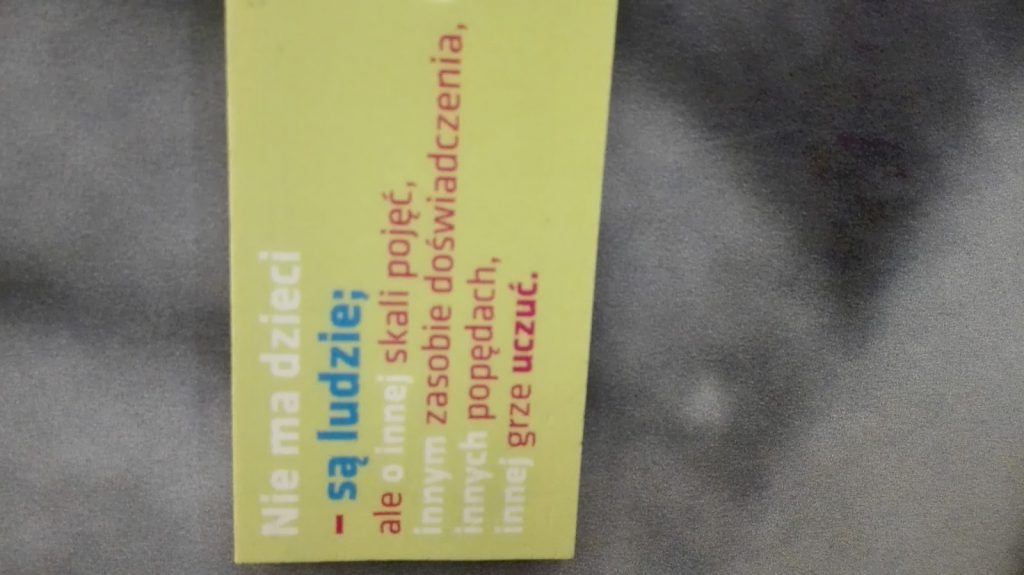 Nie ma dzieci
– są ludzie;
ale o innej skali pojęć,
innym zasobie doświadczenia,
innych popędach,
innej grze uczuć.